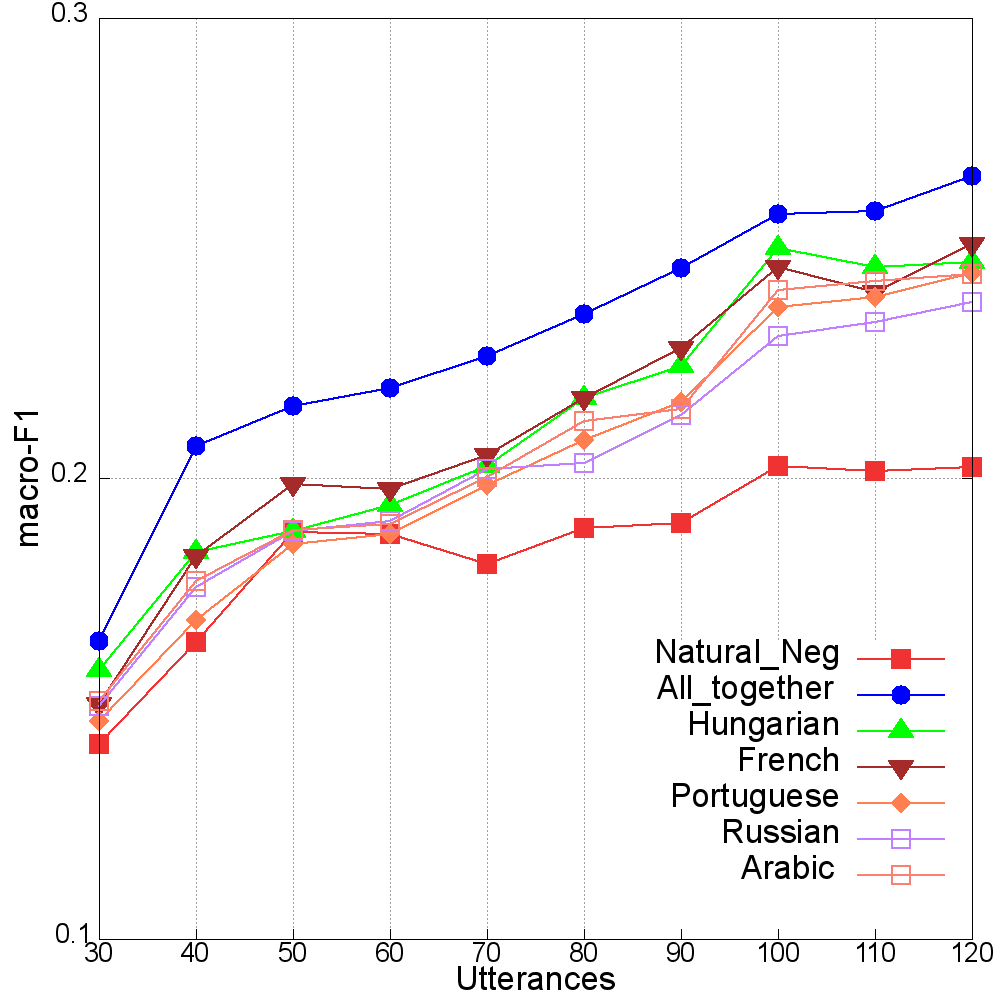 0.3
0.2
0.1
macro-F1
Natural_Neg
All_together
Hungarian
French
Portuguese
Russian
Arabic
30 40 50 60 70 80 90 100 110 120
Utterances